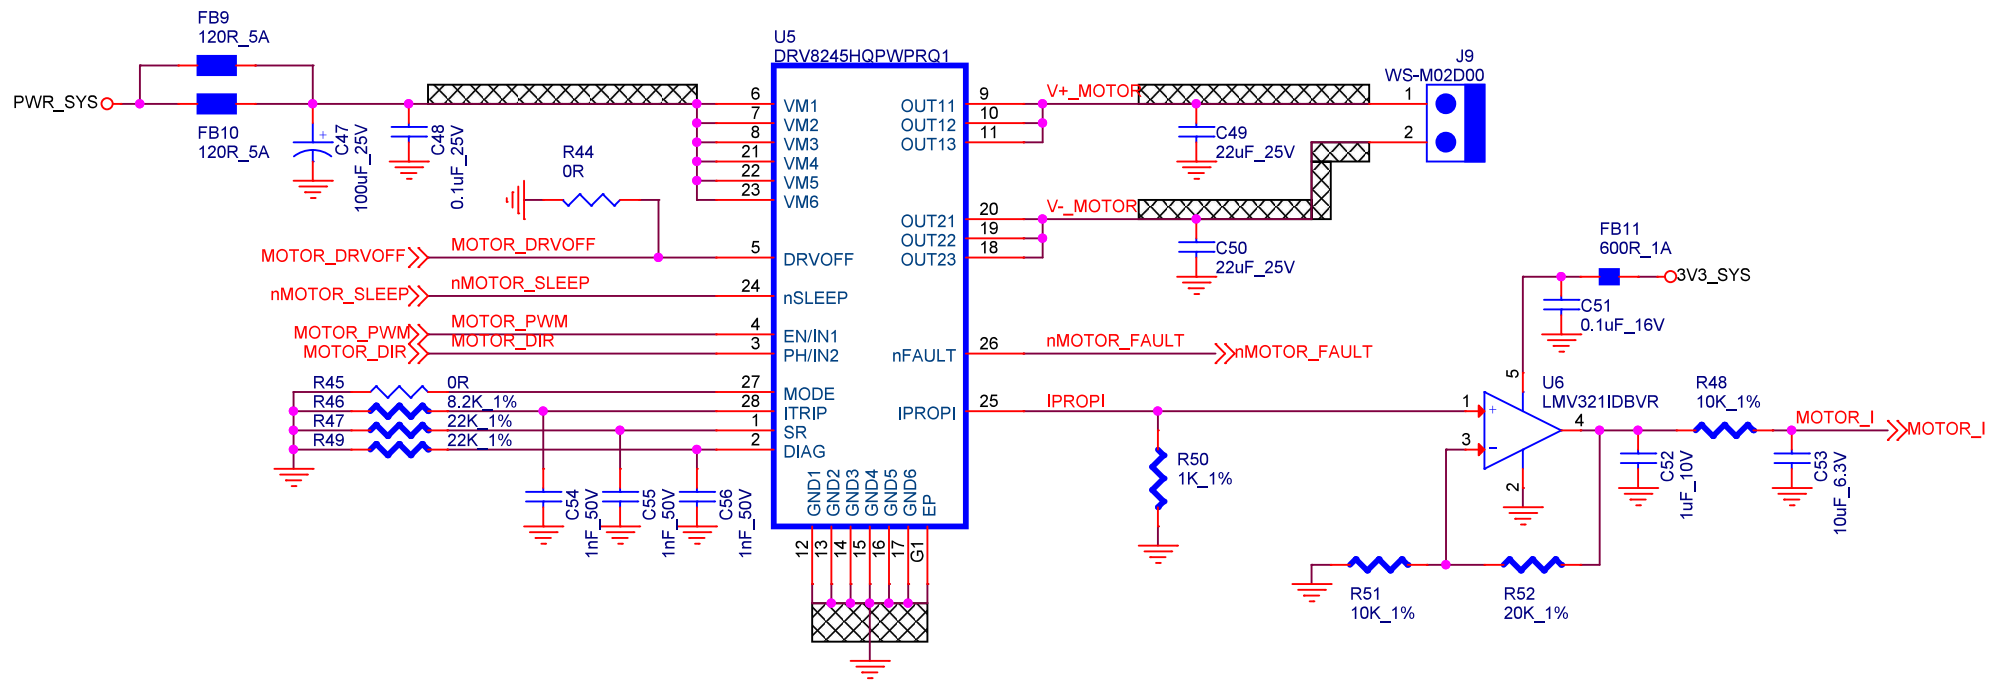 FB9
120R_5A
PWR_SYS
FB10
120R_5A
C47
100uF_25V
C48
0.1uF_25V
R44
0R
MOTOR_DRVOFF
MOTOR_DRVOFF
nMOTOR_SLEEP
nMOTOR_SLEEP
MOTOR_PWM
MOTOR_PWM
MOTOR_DIR
MOTOR_DIR
R45
0R
R46
8.2K_1%
R47
22K_1%
R49
22K_1%
C54
1nF_50V
C55
1nF_50V
C56
1nF_50V
U5
DRV8245HQPWPRQ1
6
VM1
7
VM2
8
VM3
21
VM4
22
VM5
23
VM6
5
DRVOFF
24
nSLEEP
4
EN/IN1
3
PH/IN2
27
MODE
28
ITRIP
1
SR
2
DIAG
OUT11
9
OUT12
10
OUT13
11
OUT21
20
OUT22
19
OUT23
18
nFAULT
26
IPROPI
25
GND1
GND2
GND3
GND4
GND5
GND6
EP
12
13
14
15
16
17
G1
V+_MOTOR
C49
22uF_25V
V-_MOTOR
C50
22uF_25V
J9
WS-M02D00
1
2
nMOTOR_FAULT
nMOTOR_FAULT
IPROPI
R50
1K_1%
FB11
600R_1A
3V3_SYS
C51
0.1uF_16V
U6
LMV321IDBVR
1
+
3
-
5
4
2
R51
10K_1%
R52
20K_1%
C52
1uF_10V
R48
10K_1%
C53
10uF_6.3V
MOTOR_I
MOTOR_I